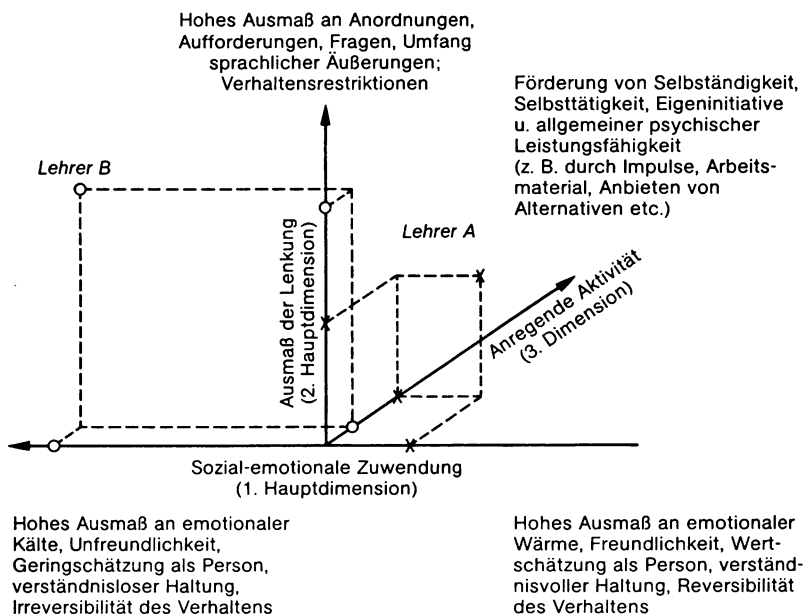 Hohes Ausmaß an Anordnungen,
Aufforderungen, Fragen, Umfang
sprachlicher Äußerungen;
Verhaltensrestriktionen
Förderung von Selbständigkeit,
Selbsttätigkeit, Eigeninitiative
u. allgemeiner psychischer
Leistungsfähigkeit
(z. B. durch Impulse, Arbeits-
material, Anbieten von
Alternativen etc.)
Lehrer B
Lehrer A
Ausmaß der Lenkung
(2. Hauptdimension)
Anregende Aktivität
(3. Dimension)
Sozial-emotionale Zuwendung
(1. Hauptdimension)
Hohes Ausmaß an emotionaler
Kälte, Unfreundlichkeit,
Geringschätzung als Person,
verständnisloser Haltung,
Irreversibilität des Verhaltens
Hohes Ausmaß an emotionaler
Wärme, Freundlichkeit, Wert-
schätzung als Person, verständ-
nisvoller Haltung, Reversibilität
des Verhaltens